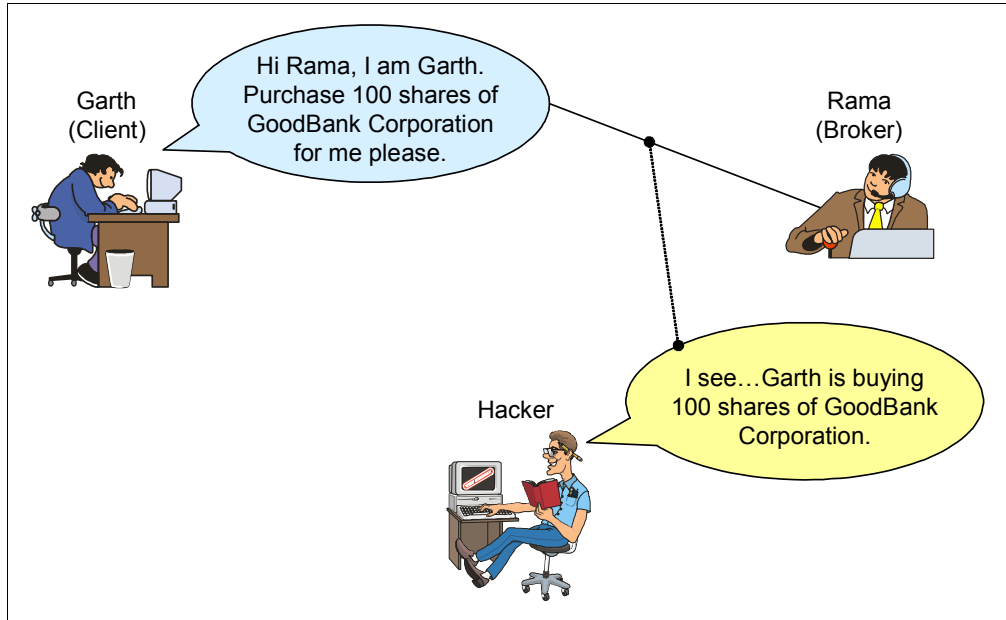 Garth
(Client)
Hi Rama, I am Garth.
Purchase 100 shares of
GoodBank Corporation
for me please.
Rama
(Broker)
I see…Garth is buying
100 shares of GoodBank
Corporation.
Hacker